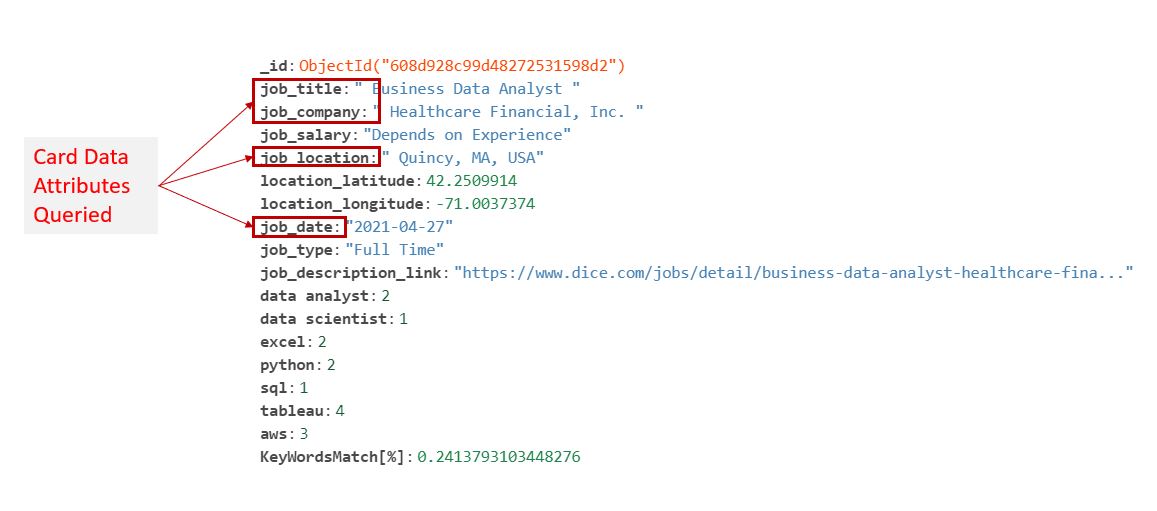 _id: ObjectId("608d928c99d48272531598d2")
job_title: " Business Data Analyst "
job_company: " Healthcare Financial, Inc. "
job_salary: "Depends on Experience"
job_location: " Quincy, MA, USA"
location_latitude: 42.2509914
location_longitude: -71.0037374
job_date: "2021-04-27"
job_type: "Full Time"
job_description_link: "https://www.dice.com/jobs/detail/business-data-analyst-healthcare-fina..."
data analyst: 2
data scientist: 1
excel: 2
python: 2
sql: 1
tableau: 4
aws: 3
KeyWordsMatch[%]: 0.2413793103448276
Card Data
Attributes
Queried